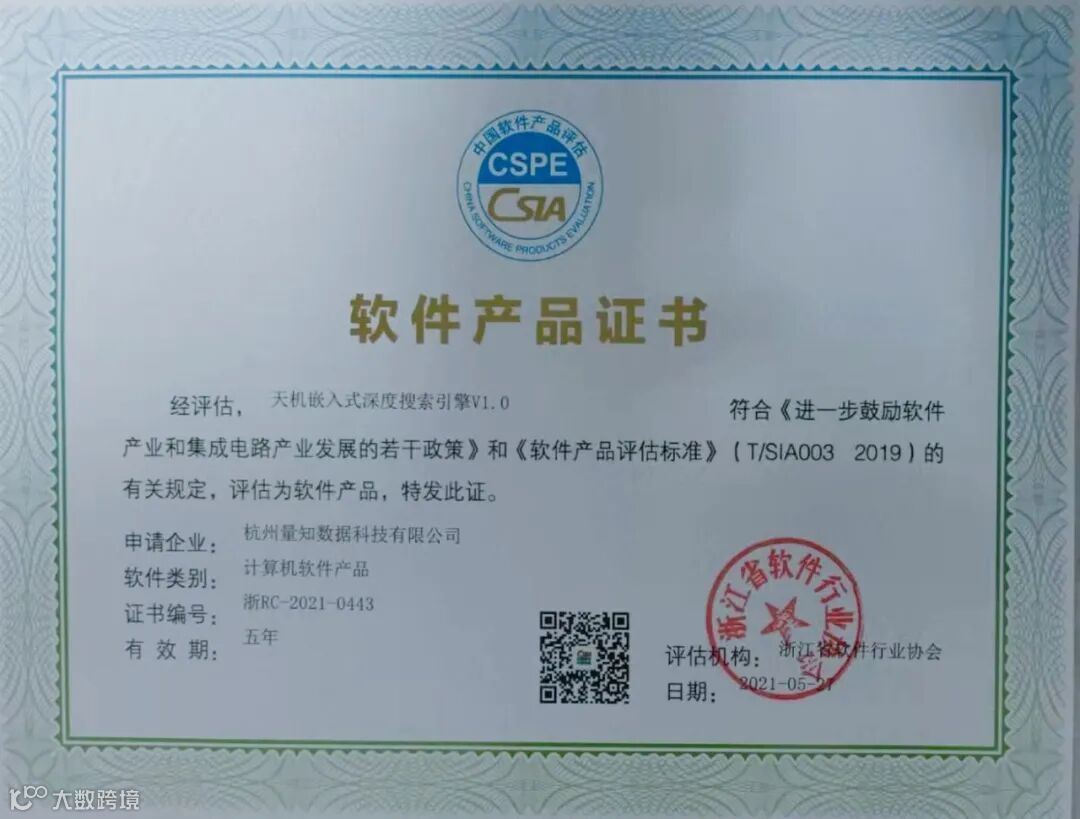 中国软件产品评估
CSPE
CSIA
CHINA SOFTWARE PRODUCTS EVALUATION
软件产品证书
经评估， 天机嵌入式深度搜索引擎V1.0 符合《进一步鼓励软件
产业和集成电路产业发展的若干政策》和《软件产品评估标准》（T/SIA003 2019）的
有关规定，评估为软件产品，特发此证。
申请企业： 杭州量知数据科技有限公司
软件类别： 计算机软件产品
证书编号： 浙RC-2021-0443
有 效 期： 五年
浙江省软件行业协会
评估机构： 浙江省软件行业协会
日期： 2021-05-27
大数跨境